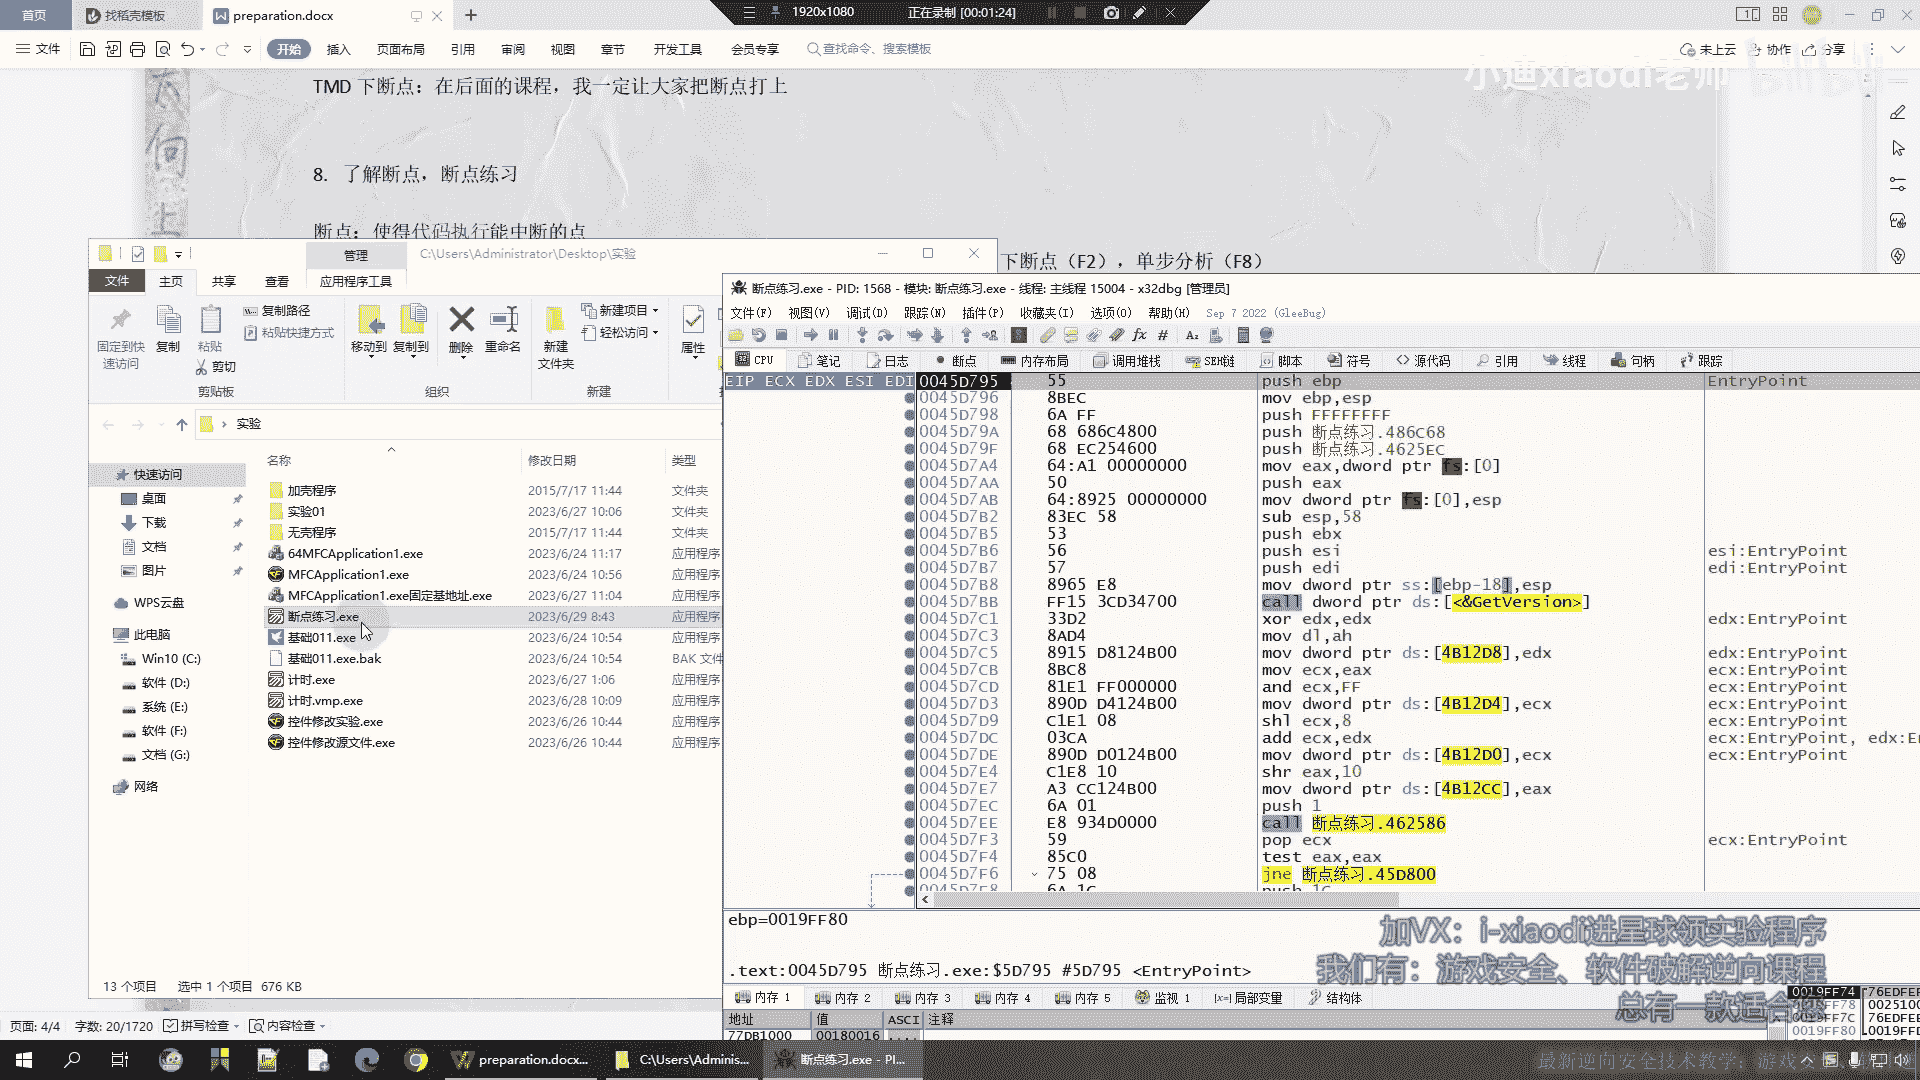 首页
找稻壳模板
preparation.docx
1920x1080
正在录制 [00:01:24]
文件
开始
插入
页面布局
引用
审阅
视图
章节
开发工具
会员专享
查找命令、搜索模板
未上云
协作
分享
小迪xiaodi老师
TMD 下断点：在后面的课程，我一定让大家把断点打上
8. 了解断点，断点练习
断点：使得代码执行能中断的点
下断点（F2），单步分析（F8）
管理
C:\Users\Administrator\Desktop\实验
文件
主页
共享
查看
应用程序工具
固定到快速访问
复制
粘贴
复制路径
粘贴快捷方式
剪切
移动到
复制到
删除
重命名
新建文件夹
新建项目
轻松访问
属性
剪贴板
组织
新建
实验
名称
修改日期
类型
快速访问
桌面
下载
文档
图片
WPS云盘
此电脑
Win10 (C:)
软件 (D:)
系统 (E:)
软件 (F:)
文档 (G:)
网络
加壳程序 2015/7/17 11:44 文件夹
实验01 2023/6/27 10:06 文件夹
无壳程序 2015/7/17 11:44 文件夹
64MFCApplication1.exe 2023/6/24 11:17 应用程序
MFCApplication1.exe 2023/6/24 10:56 应用程序
MFCApplication1.exe固定基地址.exe 2023/6/27 11:04 应用程序
断点练习.exe 2023/6/29 8:43 应用程序
基础011.exe 2023/6/24 10:54 应用程序
基础011.exe.bak 2023/6/24 10:54 BAK 文件
计时.exe 2023/6/27 1:06 应用程序
计时.vmp.exe 2023/6/28 10:09 应用程序
控件修改实验.exe 2023/6/26 10:44 应用程序
控件修改源文件.exe 2023/6/26 10:44 应用程序
13 个项目 选中 1 个项目 676 KB
断点练习.exe - PID: 1568 - 模块: 断点练习.exe - 线程: 主线程 15004 - x32dbg [管理员]
文件(F) 视图(V) 调试(D) 跟踪(N) 插件(P) 收藏夹(I) 选项(O) 帮助(H) Sep 7 2022 (GleeBug)
CPU 笔记 日志 断点 内存布局 调用堆栈 SEH链 脚本 符号 源代码 引用 线程 句柄 跟踪
EIP ECX EDX ESI EDI 0045D795 55 push ebp EntryPoint
0045D796 8BEC mov ebp,esp
0045D798 6A FF push FFFFFFFF
0045D79A 68 686C4800 push 断点练习.486C68
0045D79F 68 EC254600 push 断点练习.4625EC
0045D7A4 64:A1 00000000 mov eax,dword ptr fs:[0]
0045D7AA 50 push eax
0045D7AB 64:8925 00000000 mov dword ptr fs:[0],esp
0045D7B2 83EC 58 sub esp,58
0045D7B5 53 push ebx
0045D7B6 56 push esi esi:EntryPoint
0045D7B7 57 push edi edi:EntryPoint
0045D7B8 8965 E8 mov dword ptr ss:[ebp-18],esp
0045D7BB FF15 3CD34700 call dword ptr ds:[<&GetVersion>]
0045D7C1 33D2 xor edx,edx edx:EntryPoint
0045D7C3 8AD4 mov dl,ah
0045D7C5 8915 D8124B00 mov dword ptr ds:[4B12D8],edx edx:EntryPoint
0045D7CB 8BC8 mov ecx,eax ecx:EntryPoint
0045D7CD 81E1 FF000000 and ecx,FF ecx:EntryPoint
0045D7D3 890D D4124B00 mov dword ptr ds:[4B12D4],ecx ecx:EntryPoint
0045D7D9 C1E1 08 shl ecx,8 ecx:EntryPoint
0045D7DC 03CA add ecx,edx ecx:EntryPoint, edx:E
0045D7DE 890D D0124B00 mov dword ptr ds:[4B12D0],ecx ecx:EntryPoint
0045D7E4 C1E8 10 shr eax,10
0045D7E7 A3 CC124B00 mov dword ptr ds:[4B12CC],eax
0045D7EC 6A 01 push 1
0045D7EE E8 934D0000 call 断点练习.462586
0045D7F3 59 pop ecx ecx:EntryPoint
0045D7F4 85C0 test eax,eax
0045D7F6 75 08 jne 断点练习.45D800
0045D7F8 6A 1C push 1C
ebp=0019FF80
.text:0045D795 断点练习.exe:$5D795 #5D795 <EntryPoint>
加VX：i-xiaodi进星球领实验程序
我们有：游戏安全、软件破解逆向课程
总有一款适合
内存 1 内存 2 内存 3 内存 4 内存 5 监视 1 局部变量 结构体
地址 值 ASCI 注释
77DB1000 00180016 ....
0019FF74 76EDFE
0019FF78 002510
0019FF7C 76EDFE
0019FF80 0019FF
页面: 4/4 字数: 20/1720 拼写检查 内容检查
preparation.docx...
C:\Users\Adminis...
断点练习.exe - PI...
最新逆向安全技术教学：游戏